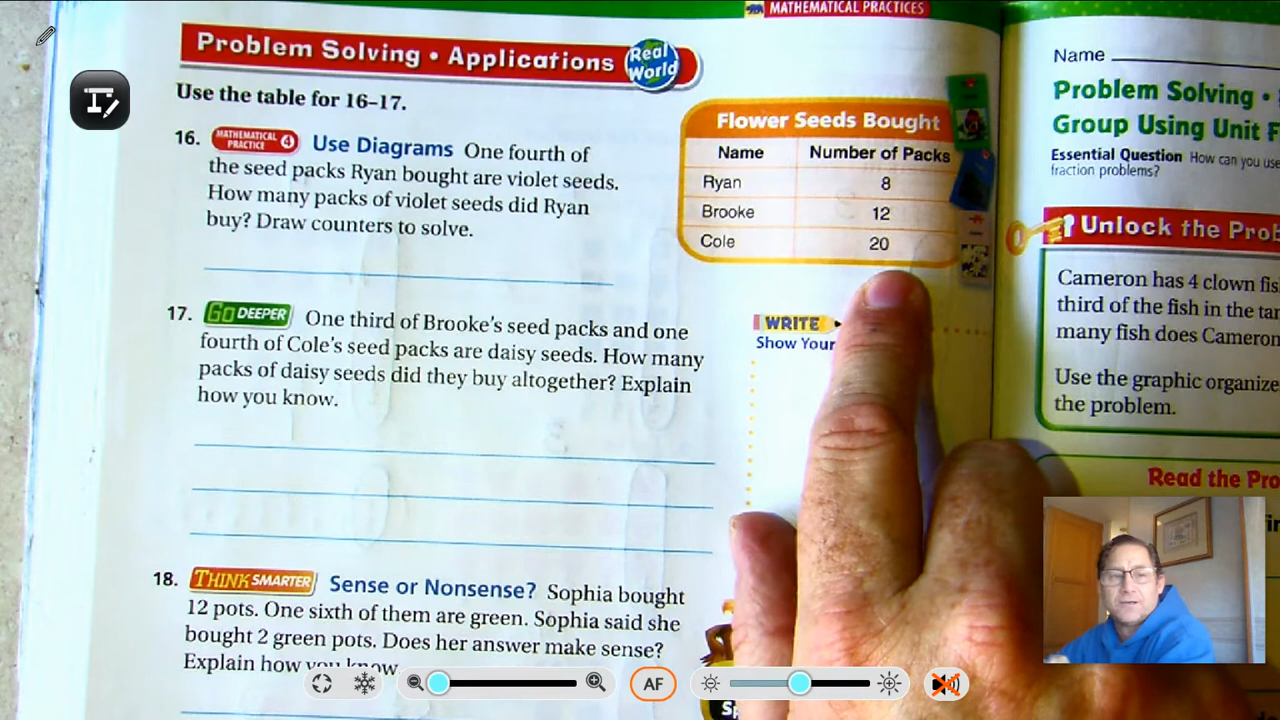 MATHEMATICAL PRACTICES
Problem Solving • Applications Real World
Use the table for 16–17.
16. MATHEMATICAL PRACTICE 4 Use Diagrams One fourth of
the seed packs Ryan bought are violet seeds.
How many packs of violet seeds did Ryan
buy? Draw counters to solve.
Flower Seeds Bought
Name Number of Packs
Ryan 8
Brooke 12
Cole 20
17. GO DEEPER One third of Brooke's seed packs and one
fourth of Cole's seed packs are daisy seeds. How many
packs of daisy seeds did they buy altogether? Explain
how you know.
WRITE
Show Your
18. THINK SMARTER Sense or Nonsense? Sophia bought
12 pots. One sixth of them are green. Sophia said she
bought 2 green pots. Does her answer make sense?
Explain how you know
Name
Problem Solving •
Group Using Unit F
Essential Question How can you use
fraction problems?
Unlock the Prob
Cameron has 4 clown fis
third of the fish in the tan
many fish does Cameron
Use the graphic organize
the problem.
Read the Pro
AF